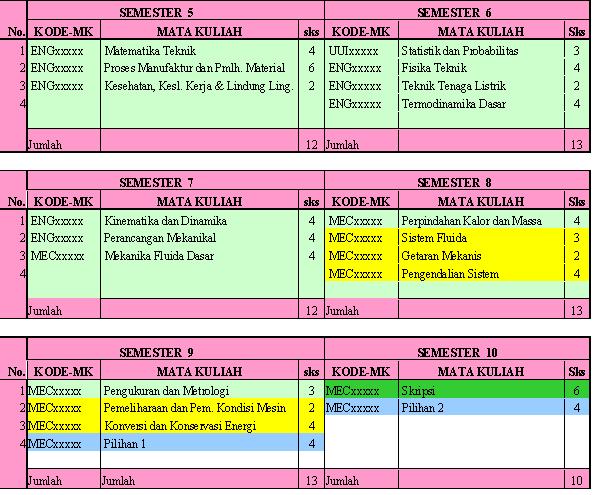 SEMESTER 5 SEMESTER 6
No. KODE-MK MATA KULIAH sks KODE-MK MATA KULIAH Sks
1 ENGxxxxx Matematika Teknik 4 UUIxxxxx Statistik dan Probabilitas 3
2 ENGxxxxx Proses Manufaktur dan Pmlh. Material 6 ENGxxxxx Fisika Teknik 4
3 ENGxxxxx Kesehatan, Kesl. Kerja & Lindung Ling. 2 ENGxxxxx Teknik Tenaga Listrik 2
4 ENGxxxxx Termodinamika Dasar 4
Jumlah 12 Jumlah 13
SEMESTER 7 SEMESTER 8
No. KODE-MK MATA KULIAH sks KODE-MK MATA KULIAH Sks
1 ENGxxxxx Kinematika dan Dinamika 4 MECxxxxx Perpindahan Kalor dan Massa 4
2 ENGxxxxx Perancangan Mekanikal 4 MECxxxxx Sistem Fluida 3
3 MECxxxxx Mekanika Fluida Dasar 4 MECxxxxx Getaran Mekanis 2
4 MECxxxxx Pengendalian Sistem 4
Jumlah 12 Jumlah 13
SEMESTER 9 SEMESTER 10
No. KODE-MK MATA KULIAH sks KODE-MK MATA KULIAH Sks
1 MECxxxxx Pengukuran dan Metrologi 3 MECxxxxx Skripsi 6
2 MECxxxxx Pemeliharaan dan Pem. Kondisi Mesin 2 MECxxxxx Pilihan 2 4
3 MECxxxxx Konversi dan Konservasi Energi 4
4 MECxxxxx Pilihan 1 4
Jumlah 13 Jumlah 10